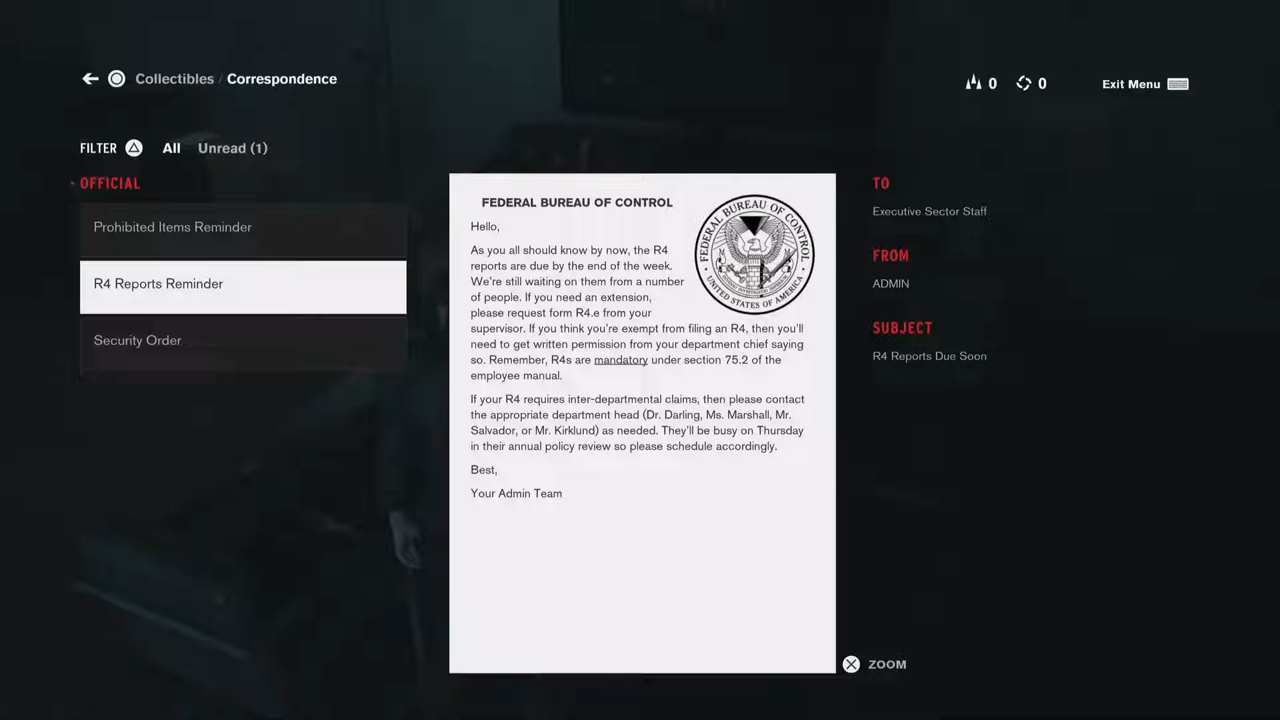 Collectibles / Correspondence
0 0 Exit Menu
FILTER All Unread (1)
OFFICIAL
Prohibited Items Reminder
R4 Reports Reminder
Security Order
FEDERAL BUREAU OF CONTROL
Hello,
As you all should know by now, the R4
reports are due by the end of the week.
We're still waiting on them from a number
of people. If you need an extension,
please request form R4.e from your
supervisor. If you think you're exempt from filing an R4, then you'll
need to get written permission from your department chief saying
so. Remember, R4s are mandatory under section 75.2 of the
employee manual.
If your R4 requires inter-departmental claims, then please contact
the appropriate department head (Dr. Darling, Ms. Marshall, Mr.
Salvador, or Mr. Kirklund) as needed. They'll be busy on Thursday
in their annual policy review so please schedule accordingly.
Best,
Your Admin Team
FEDERAL BUREAU OF CONTROL
UNITED STATES OF AMERICA
TO
Executive Sector Staff
FROM
ADMIN
SUBJECT
R4 Reports Due Soon
ZOOM